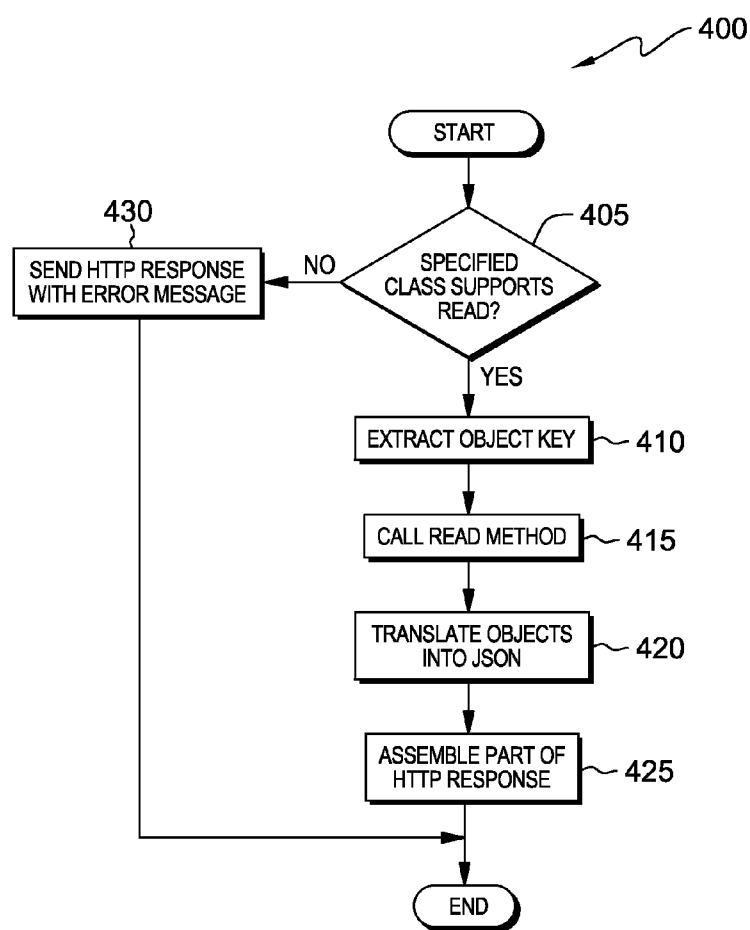 400
START
430
405
SEND HTTP RESPONSE
WITH ERROR MESSAGE
NO
SPECIFIED
CLASS SUPPORTS
READ?
YES
EXTRACT OBJECT KEY
410
CALL READ METHOD
415
TRANSLATE OBJECTS
INTO JSON
420
ASSEMBLE PART OF
HTTP RESPONSE
425
END